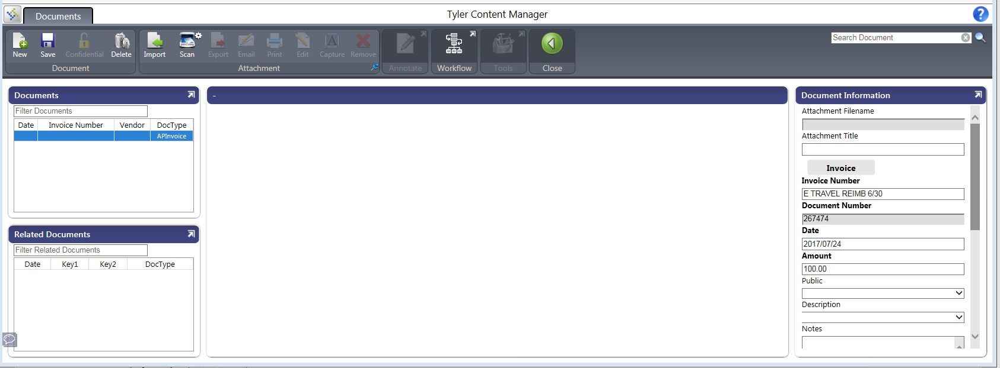 Documents
Tyler Content Manager
?
New Save Confidential Delete
Document
Import Scan Export Email Print Edit Capture Remove
Attachment
Annotate
Workflow
Tools
Close
Search Document
Documents
Filter Documents
Date Invoice Number Vendor DocType
APInvoice
Related Documents
Filter Related Documents
Date Key1 Key2 DocType
-
Document Information
Attachment Filename
Attachment Title
Invoice
Invoice Number
E TRAVEL REIMB 6/30
Document Number
267474
Date
2017/07/24
Amount
100.00
Public
Description
Notes